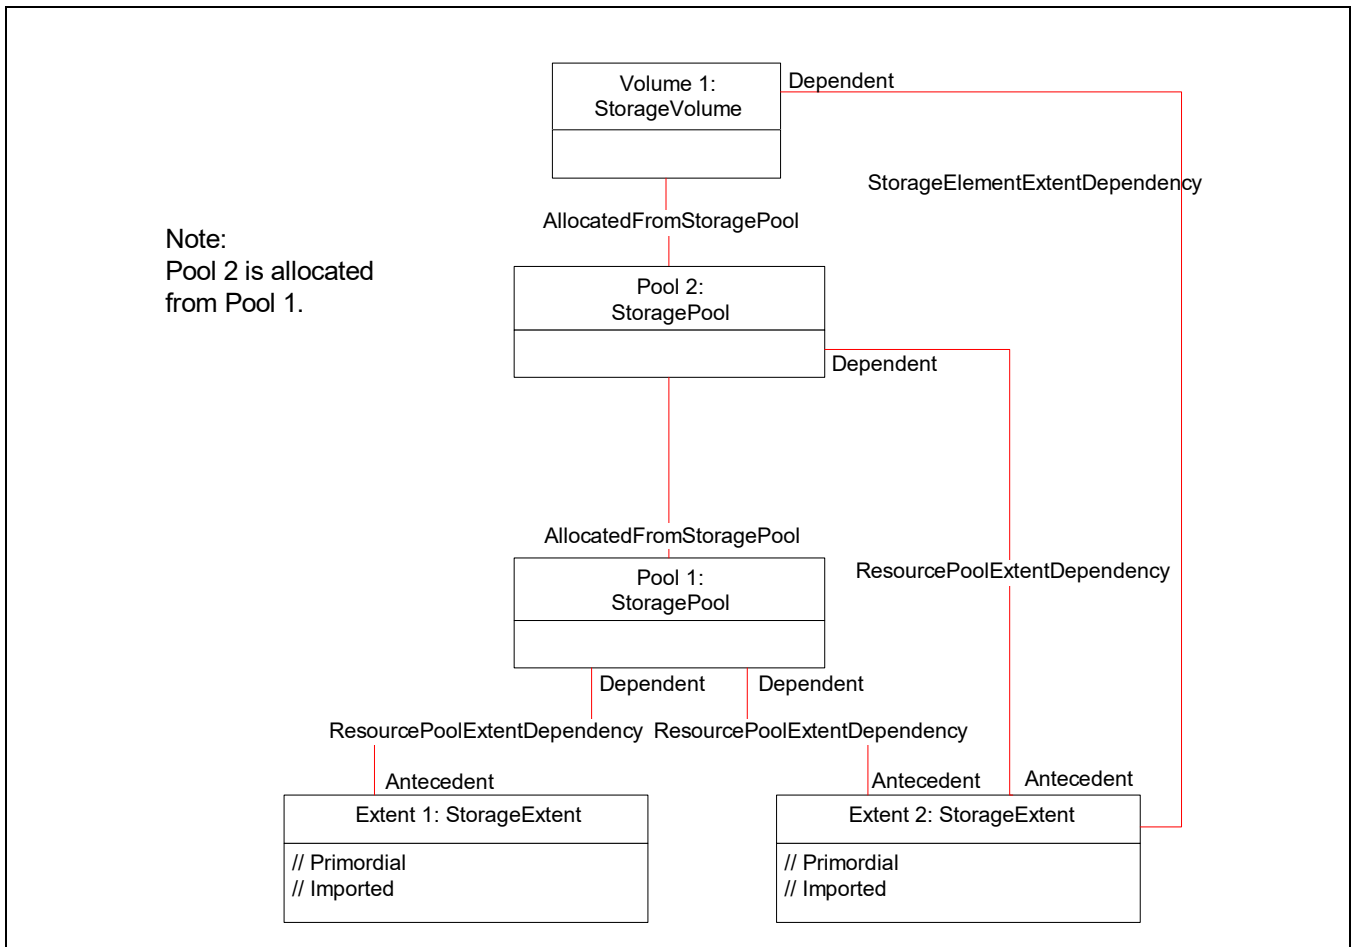 Volume 1:
StorageVolume
Dependent
StorageElementExtentDependency
AllocatedFromStoragePool
Note:
Pool 2 is allocated
from Pool 1.
Pool 2:
StoragePool
Dependent
AllocatedFromStoragePool
ResourcePoolExtentDependency
Pool 1:
StoragePool
Dependent
Dependent
ResourcePoolExtentDependency
ResourcePoolExtentDependency
Antecedent
Antecedent
Antecedent
Extent 1: StorageExtent
// Primordial
// Imported
Extent 2: StorageExtent
// Primordial
// Imported